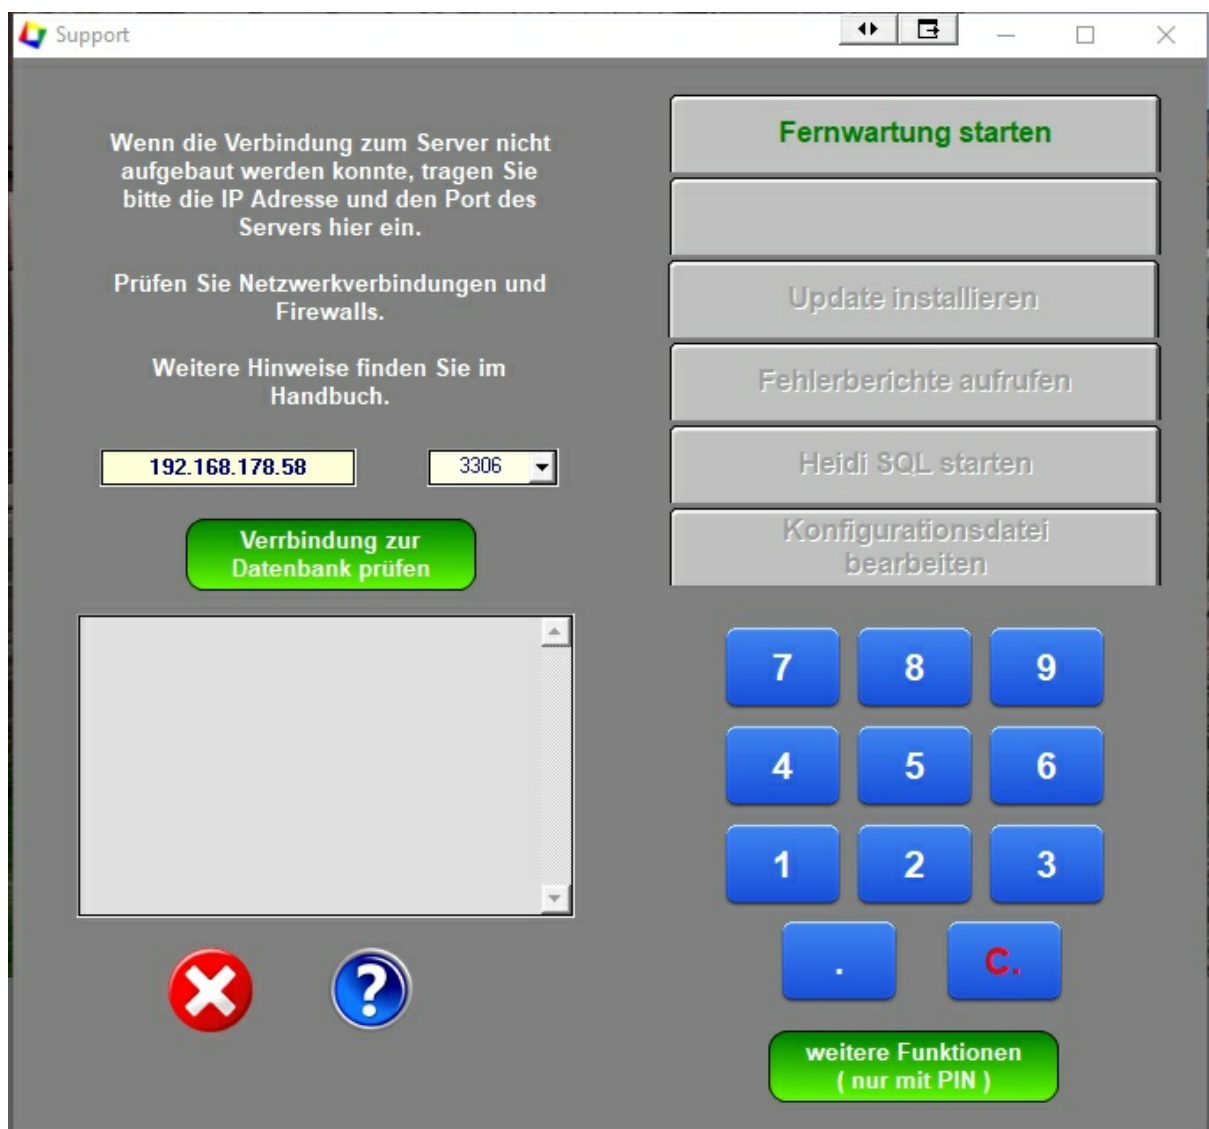 Support
Wenn die Verbindung zum Server nicht
aufgebaut werden konnte, tragen Sie
bitte die IP Adresse und den Port des
Servers hier ein.
Prüfen Sie Netzwerkverbindungen und
Firewalls.
Weitere Hinweise finden Sie im
Handbuch.
192.168.178.58
3306
Verrbindung zur
Datenbank prüfen
Fernwartung starten
Update installieren
Fehlerberichte aufrufen
Heidi SQL starten
Konfigurationsdatei
bearbeiten
7 8 9
4 5 6
1 2 3
. C.
weitere Funktionen
( nur mit PIN )
?